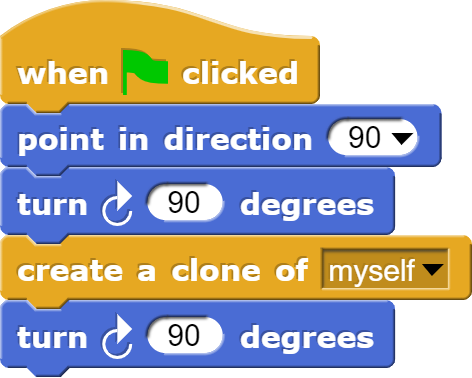 when clicked
point in direction 90
turn 90 degrees
create a clone of myself
turn 90 degrees